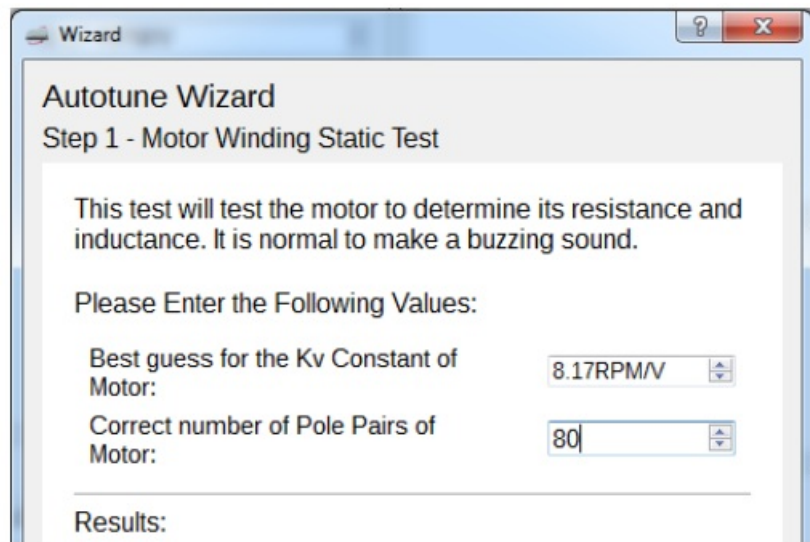 Wizard
Autotune Wizard
Step 1 - Motor Winding Static Test
This test will test the motor to determine its resistance and
inductance. It is normal to make a buzzing sound.
Please Enter the Following Values:
Best guess for the Kv Constant of
Motor:
8.17RPM/V
Correct number of Pole Pairs of
Motor:
80
Results: